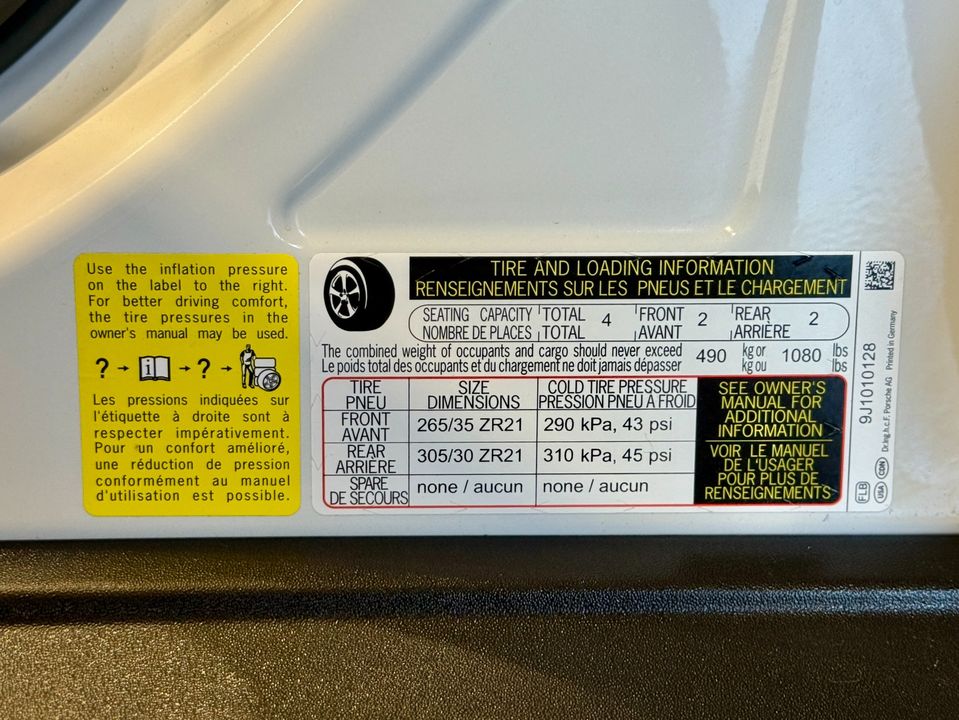 Use the inflation pressure
on the label to the right.
For better driving comfort,
the tire pressures in the
owner's manual may be used.
? → i → ?
Les pressions indiquées sur
l'étiquette à droite sont à
respecter impérativement.
Pour un confort amélioré,
une réduction de pression
conformément au manuel
d'utilisation est possible.
TIRE AND LOADING INFORMATION
RENSEIGNEMENTS SUR LES PNEUS ET LE CHARGEMENT
SEATING CAPACITY TOTAL 4 FRONT 2 REAR 2
NOMBRE DE PLACES TOTAL AVANT ARRIÈRE
The combined weight of occupants and cargo should never exceed 490 kg or 1080 lbs
Le poids total des occupants et du chargement ne doit jamais dépasser kg ou lbs
TIRE SIZE COLD TIRE PRESSURE
PNEU DIMENSIONS PRESSION PNEU A FROID
FRONT 265/35 ZR21 290 kPa, 43 psi
AVANT
REAR 305/30 ZR21 310 kPa, 45 psi
ARRIÈRE
SPARE none / aucun none / aucun
DE SECOURS
SEE OWNER'S
MANUAL FOR
ADDITIONAL
INFORMATION
VOIR LE MANUEL
DE L'USAGER
POUR PLUS DE
RENSEIGNEMENTS
9J1010128
FLB USA CDN Dr.Ing.h.c.F. Porsche AG Printed in Germany